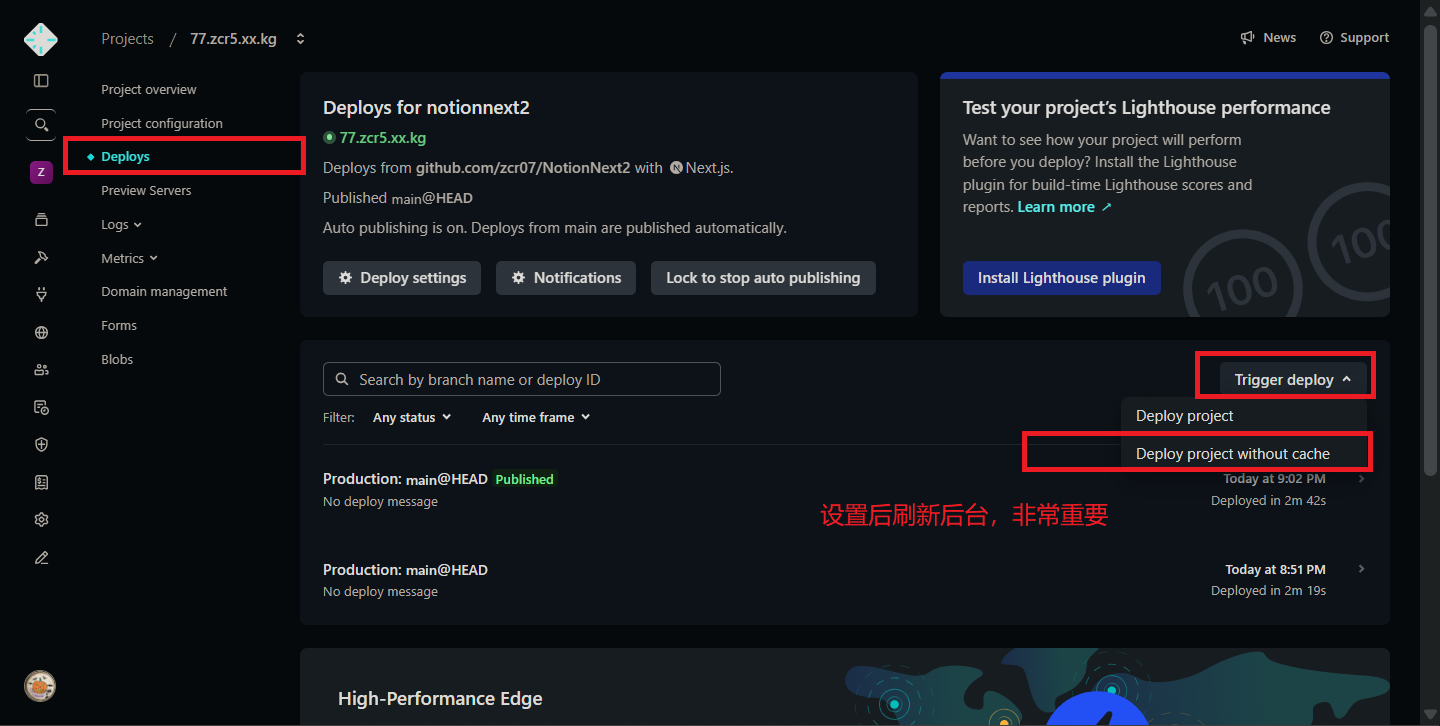 Projects / 77.zcr5.xx.kg
News
Support
Project overview
Project configuration
Deploys
Z
Preview Servers
Logs
Metrics
Domain management
Forms
Blobs
Deploys for notionnext2
77.zcr5.xx.kg
Deploys from github.com/zcr07/NotionNext2 with Next.js.
Published main@HEAD
Auto publishing is on. Deploys from main are published automatically.
Deploy settings
Notifications
Lock to stop auto publishing
Test your project's Lighthouse performance
Want to see how your project will perform
before you deploy? Install the Lighthouse
plugin for build-time Lighthouse scores and
reports. Learn more ↗
Install Lighthouse plugin
100
100
Search by branch name or deploy ID
Trigger deploy
Filter: Any status Any time frame
Deploy project
Deploy project without cache
Production: main@HEAD Published
Today at 9:02 PM
No deploy message
Deployed in 2m 42s
设置后刷新后台，非常重要
Production: main@HEAD
Today at 8:51 PM
No deploy message
Deployed in 2m 19s
High-Performance Edge